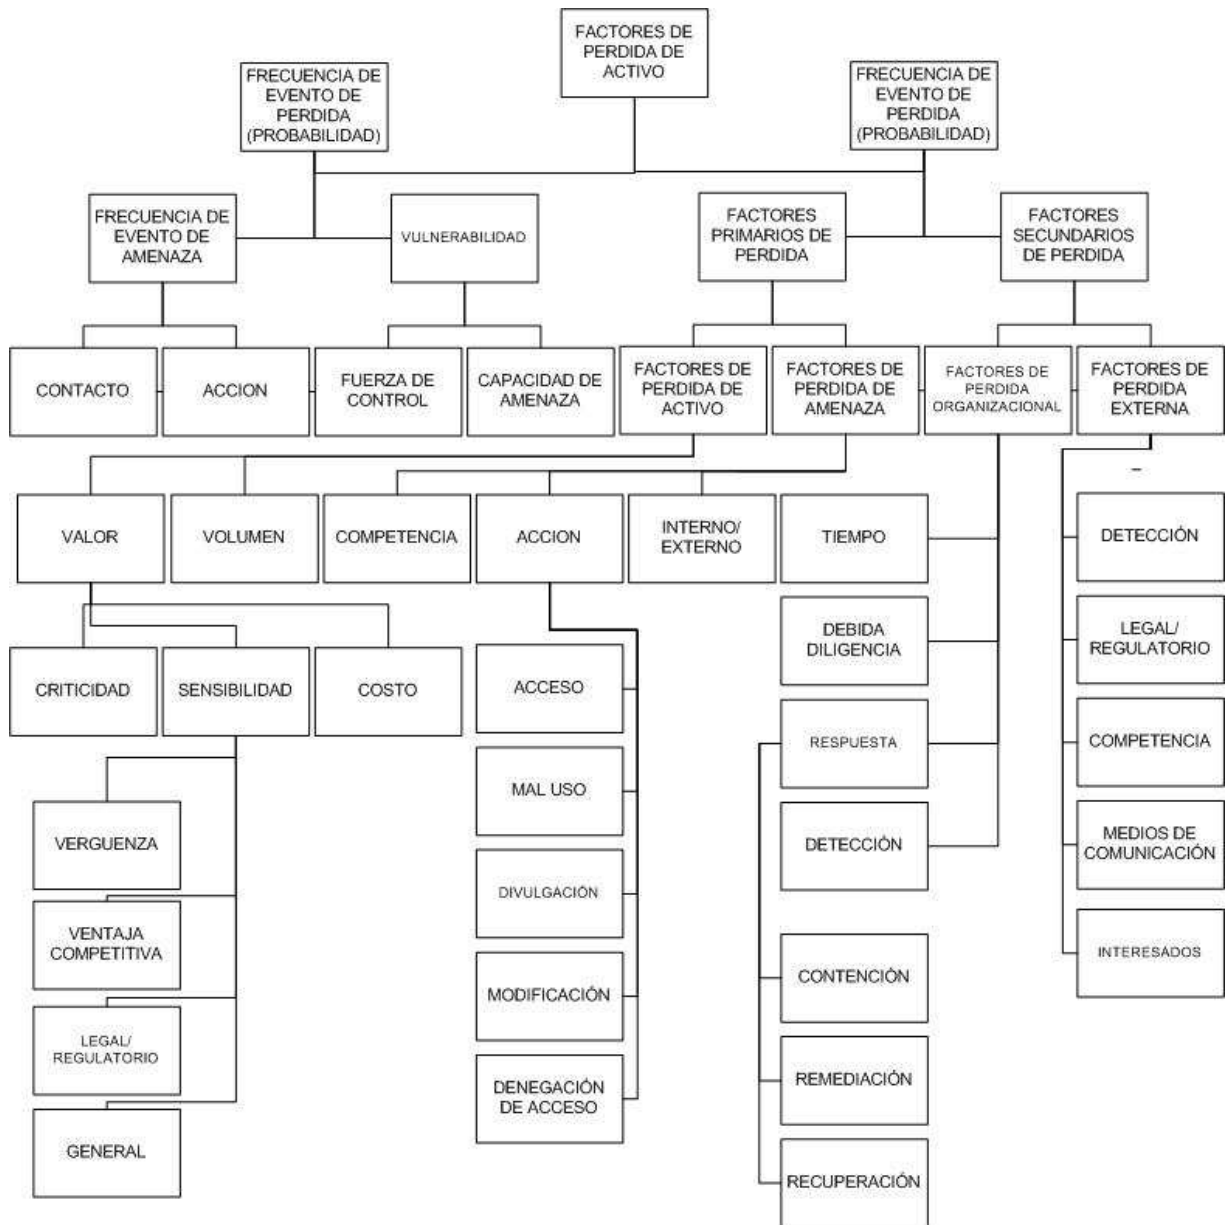 FACTORES DE
PERDIDA DE
ACTIVO
FRECUENCIA DE
EVENTO DE
PERDIDA
(PROBABILIDAD)
FRECUENCIA DE
EVENTO DE
PERDIDA
(PROBABILIDAD)
FRECUENCIA DE
EVENTO DE
AMENAZA
VULNERABILIDAD
FACTORES
PRIMARIOS DE
PERDIDA
FACTORES
SECUNDARIOS
DE PERDIDA
CONTACTO
ACCION
FUERZA DE
CONTROL
CAPACIDAD DE
AMENAZA
FACTORES DE
PERDIDA DE
ACTIVO
FACTORES DE
PERDIDA DE
AMENAZA
FACTORES DE
PERDIDA
ORGANIZACIONAL
FACTORES DE
PERDIDA
EXTERNA
VALOR
VOLUMEN
COMPETENCIA
ACCION
INTERNO/
EXTERNO
TIEMPO
DETECCIÓN
DEBIDA
DILIGENCIA
LEGAL/
REGULATORIO
CRITICIDAD
SENSIBILIDAD
COSTO
ACCESO
RESPUESTA
COMPETENCIA
MAL USO
VERGUENZA
DETECCIÓN
MEDIOS DE
COMUNICACIÓN
DIVULGACIÓN
VENTAJA
COMPETITIVA
INTERESADOS
CONTENCIÓN
MODIFICACIÓN
LEGAL/
REGULATORIO
REMEDIACIÓN
DENEGACIÓN
DE ACCESO
GENERAL
RECUPERACIÓN